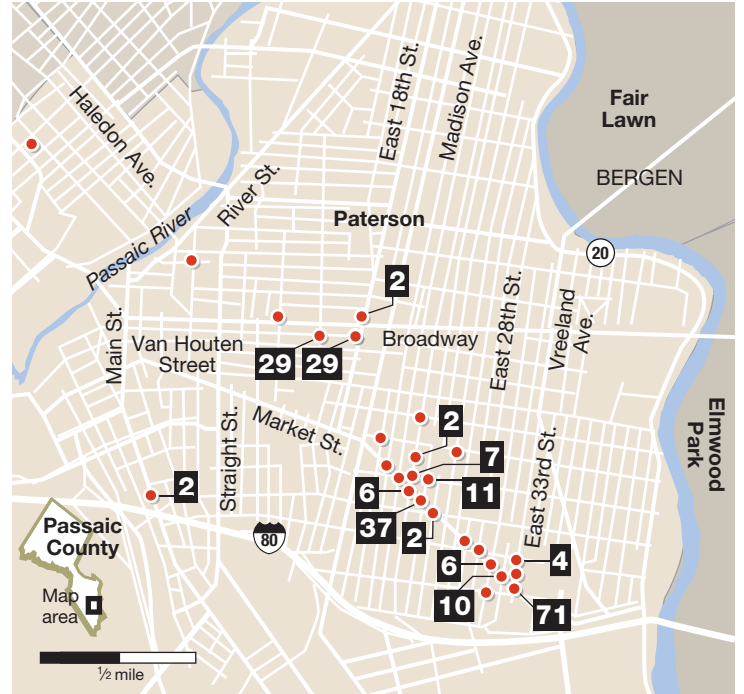 East 18th St.
Madison Ave.
Fair
Lawn
Haledon Ave.
BERGEN
River St.
Paterson
Passaic River
20
2
East 28th St.
Vreeland
Ave.
Main St.
Van Houten
Street
Broadway
29
29
Elmwood
Park
Market St.
Straight St.
2
East 33rd St.
7
2
6
11
37
2
Passaic
County
80
6
4
Map
area
10
71
½ mile